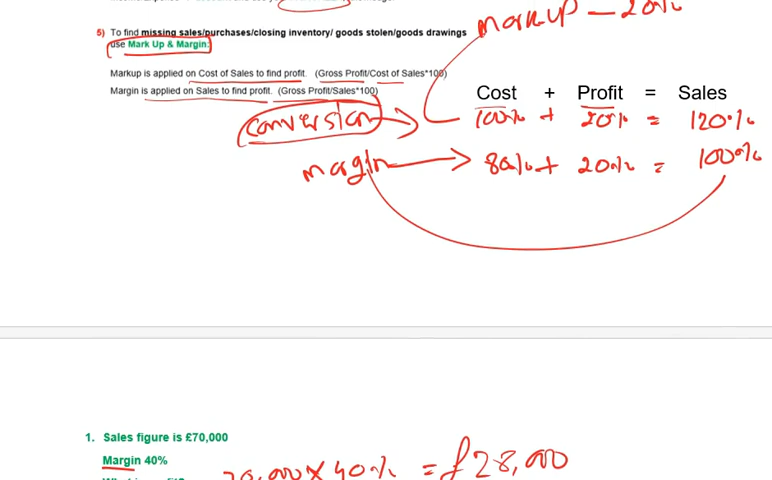 markup - 20%
5) To find missing sales/purchases/closing inventory/ goods stolen/goods drawings
use Mark Up & Margin:
Markup is applied on Cost of Sales to find profit. (Gross Profit/Cost of Sales*100)
Margin is applied on Sales to find profit. (Gross Profit/Sales*100)
Cost + Profit = Sales
conversion 100% + 20% = 120%
margin 80% + 20% = 100%
1. Sales figure is £70,000
Margin 40%
70,000 x 40% = £28,000